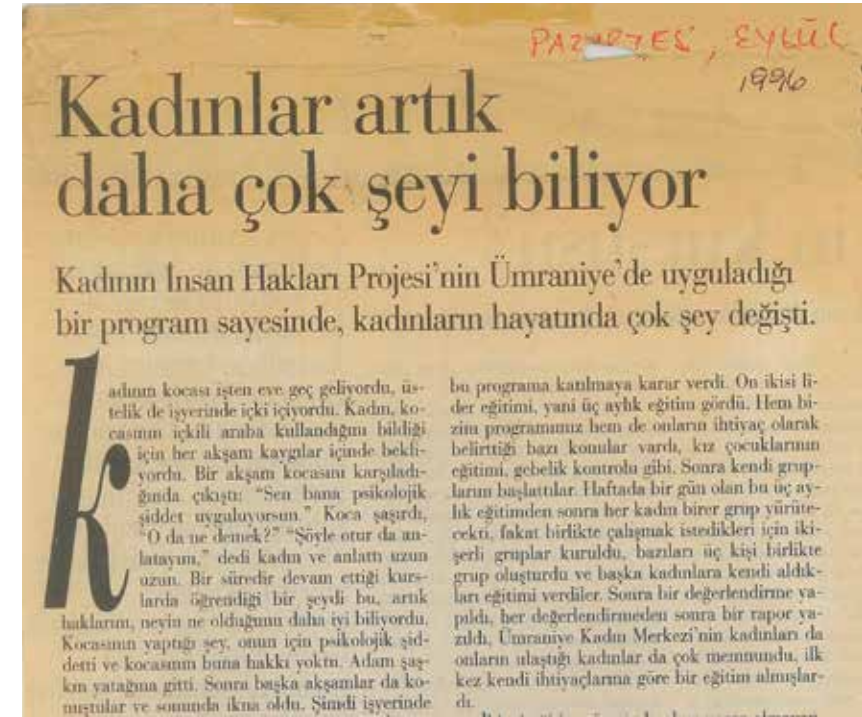 PAZARTESİ, EYLÜL
1996
Kadınlar artık
daha çok şeyi biliyor
Kadının İnsan Hakları Projesi'nin Ümraniye'de uyguladığı
bir program sayesinde, kadınların hayatında çok şey değişti.
kadının kocası işten eve geç geliyordu, üs-
telik de işyerinde içki içiyordu. Kadın, ko-
casının içkili araba kullandığını bildiği
için her akşam kaygılar içinde bekli-
yordu. Bir akşam kocasını karşıladı-
ğında çıkıştı: “Sen bana psikolojik
şiddet uyguluyorsun.” Koca şaşırdı,
“O da ne demek?” “Şöyle otur da an-
latayım,” dedi kadın ve anlattı uzun
uzun. Bir süredir devam ettiği kurs-
larda öğrendiği bir şeydi bu, artık
haklarını, neyin ne olduğunu daha iyi biliyordu.
Kocasının yaptığı şey, onun için psikolojik şid-
detti ve kocasının buna hakkı yoktu. Adam şaş-
kın yatağına gitti. Sonra başka akşamlar da ko-
nuştular ve sonunda ikna oldu. Şimdi işyerinde
bu programa katılmaya karar verdi. On ikisi li-
der eğitimi, yani üç aylık eğitim gördü. Hem bi-
zim programımız hem de onların ihtiyaç olarak
belirttiği bazı konular vardı, kız çocuklarının
eğitimi, gebelik kontrolu gibi. Sonra kendi grup-
larını başlattılar. Haftada bir gün olan bu üç ay-
lık eğitimden sonra her kadın birer grup yürüte-
cekti, fakat birlikte çalışmak istedikleri için iki-
şerli gruplar kuruldu, bazıları üç kişi birlikte
grup oluşturdu ve başka kadınlara kendi aldık-
ları eğitimi verdiler. Sonra bir değerlendirme ya-
pıldı, her değerlendirmeden sonra bir rapor ya-
zıldı, Ümraniye Kadın Merkezi'nin kadınları da
onların ulaştığı kadınlar da çok memnundu, ilk
kez kendi ihtiyaçlarına göre bir eğitim almışlar-
dı.